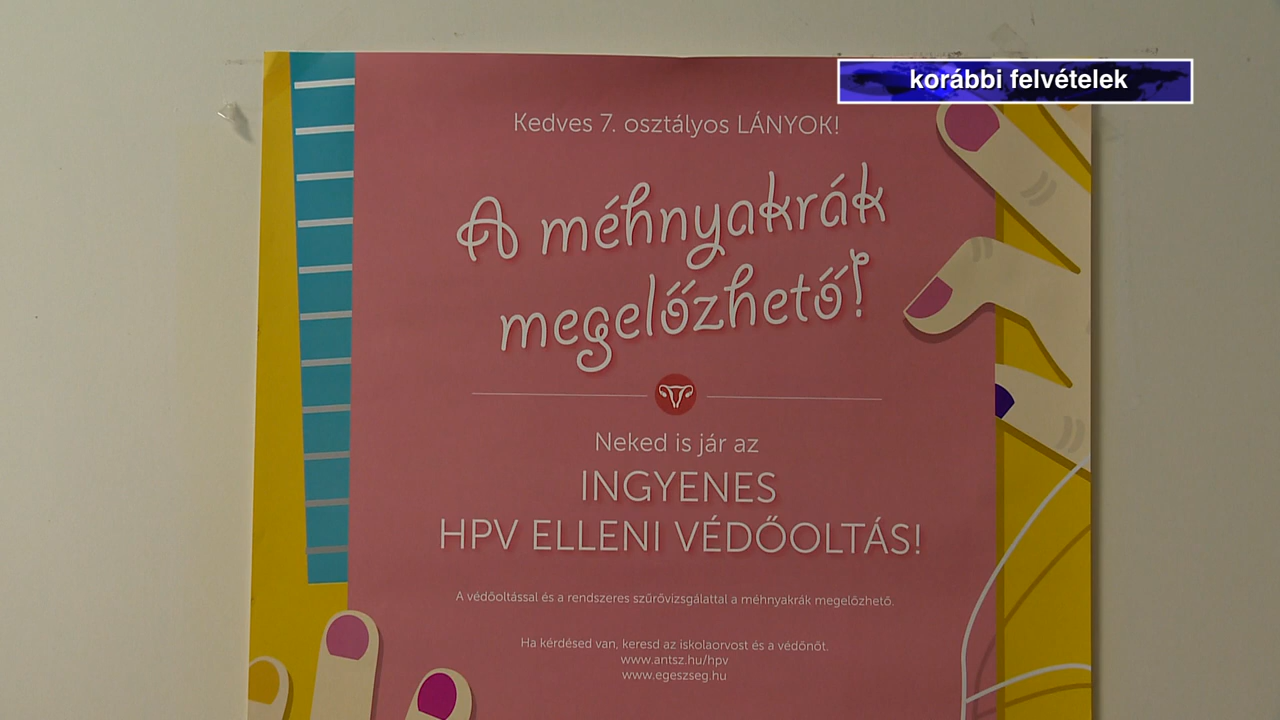 korábbi felvételek
Kedves 7. osztályos LÁNYOK!
A méhnyakrák
megelőzhető!
Neked is jár az
INGYENES
HPV ELLENI VÉDŐOLTÁS!
A védőoltással és a rendszeres szűrővizsgálattal a méhnyakrák megelőzhető.
Ha kérdésed van, keresd az iskolaorvost és a védőnőt.
www.antsz.hu/hpv
www.egeszseg.hu